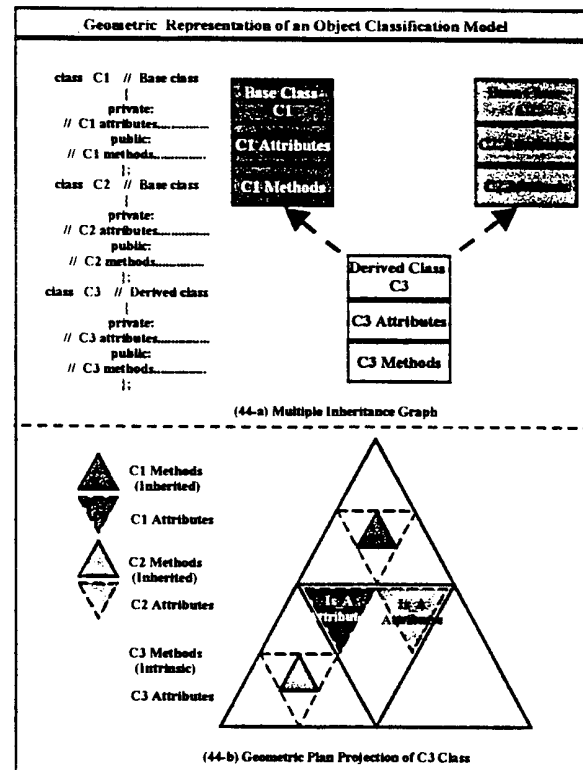 Geometric Representation of an Object Classification Model
class C1 // Base class
{
private:
// C1 attributes..............
public:
// C1 methods..............
};
class C2 // Base class
{
private:
// C2 attributes..............
public:
// C2 methods..............
};
class C3 // Derived class
{
private:
// C3 attributes..............
public:
// C3 methods..............
};
Base Class
C1
C1 Attributes
C1 Methods
Derived Class
C3
C3 Attributes
C3 Methods
(44-a) Multiple Inheritance Graph
C1 Methods
(Inherited)
C1 Attributes
C2 Methods
(Inherited)
C2 Attributes
C3 Methods
(Intrinsic)
C3 Attributes
Is A
Is A
Attributes
(44-b) Geometric Plan Projection of C3 Class